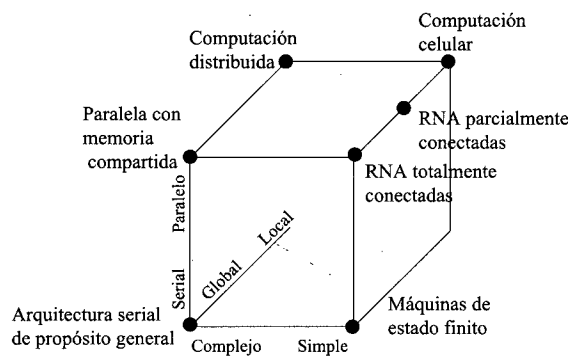 Computación
distribuida
Computación
celular
Paralela con
memoria
compartida
RNA parcialmente
conectadas
RNA totalmente
conectadas
Paralelo
Serial
Global
Local
Arquitectura serial
de propósito general
Complejo
Simple
Máquinas de
estado finito